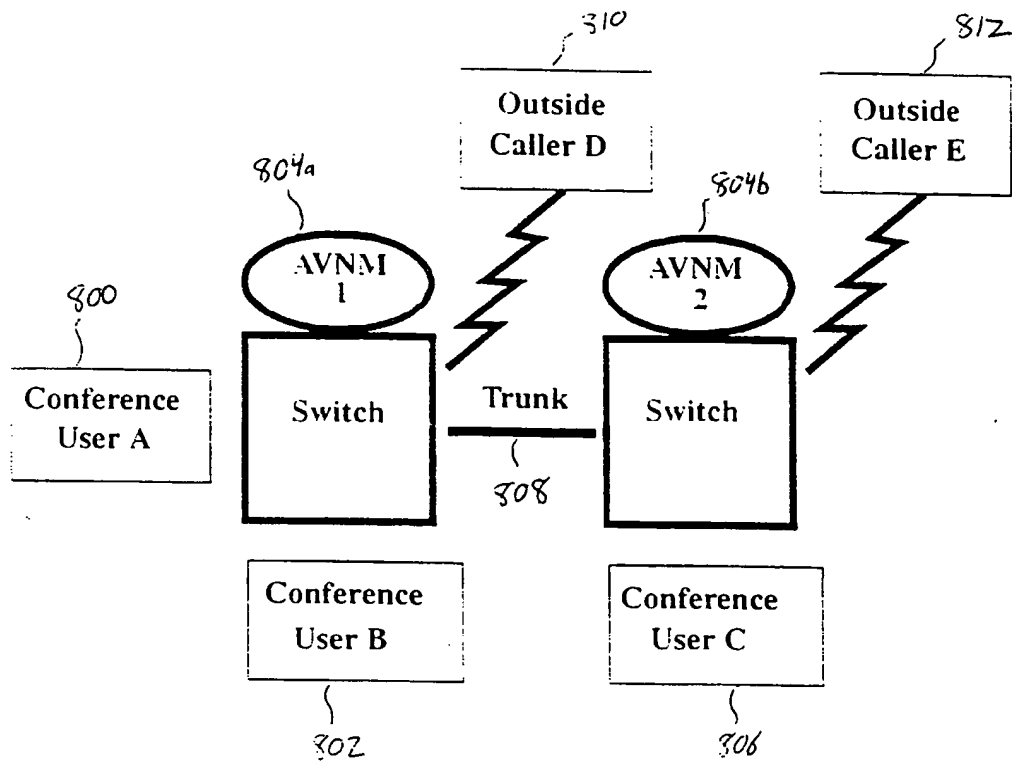 810
812
Outside
Caller D
Outside
Caller E
804a
804b
AVNM
1
AVNM
2
800
Conference
User A
Switch
Trunk
Switch
808
Conference
User B
Conference
User C
802
806